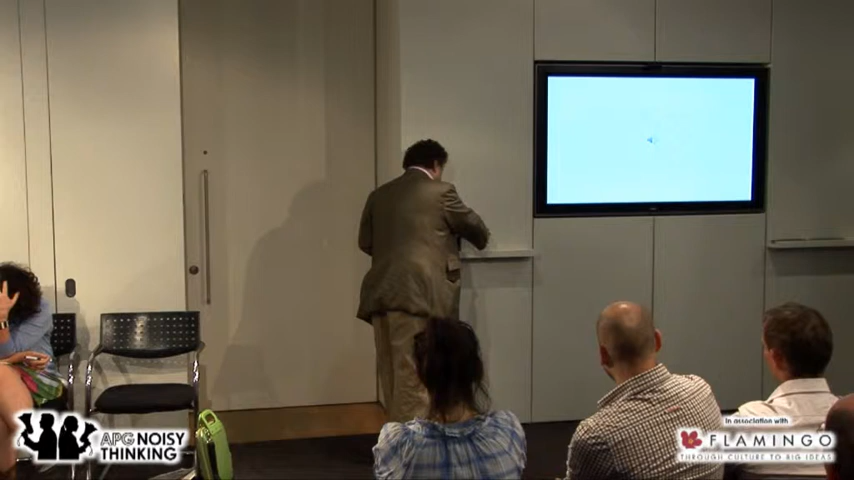 APG NOISY
THINKING
In association with
FLAMINGO
THROUGH CULTURE TO BIG IDEAS